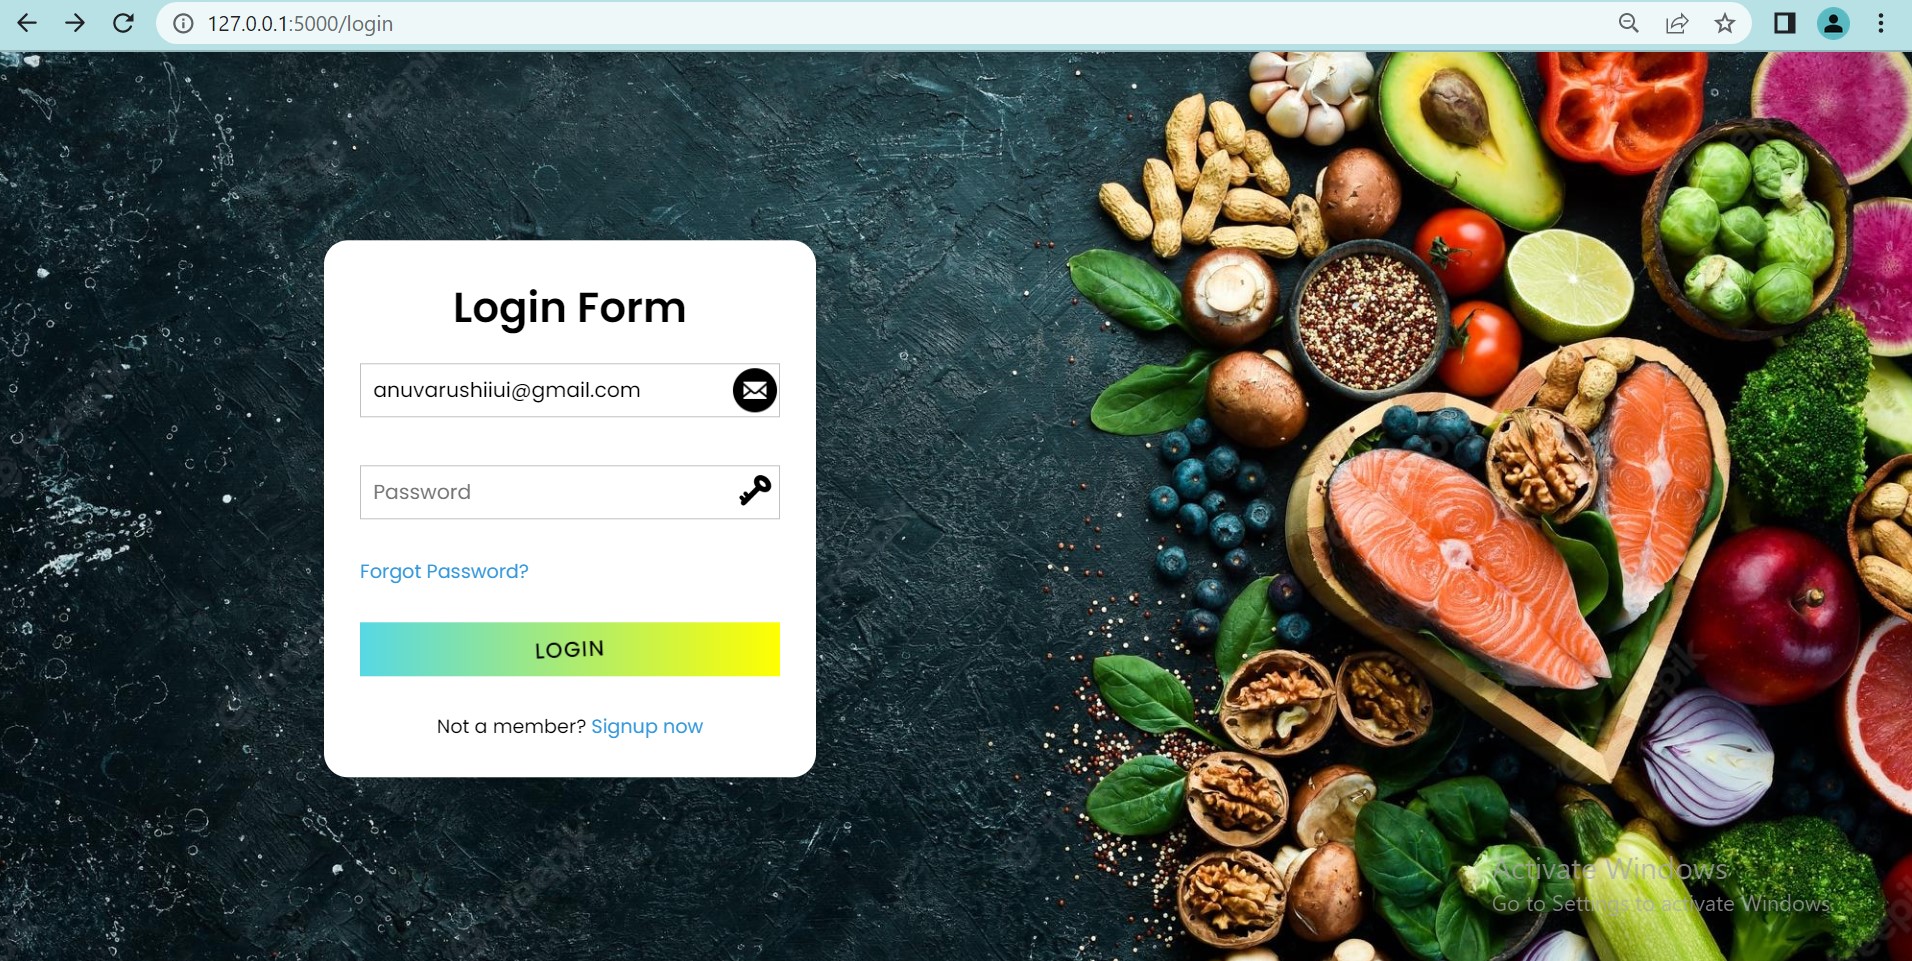 127.0.0.1:5000/login
Login Form
anuvarushiiui@gmail.com
Password
Forgot Password?
LOGIN
Not a member? Signup now
Activate Windows
Go to Settings to activate Windows.
freepik